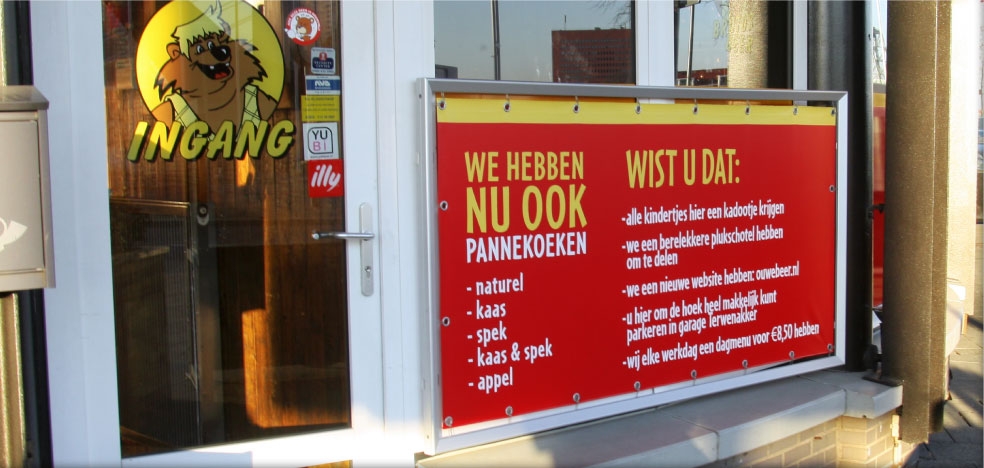 INGANG
YU
BI
illy
WE HEBBEN
NU OOK
PANNEKOEKEN
- naturel
- kaas
- spek
- kaas & spek
- appel
WIST U DAT:
-alle kindertjes hier een kadootje krijgen
-we een berelekkere plukschotel hebben
om te delen
-we een nieuwe website hebben: ouwebeer.nl
-u hier om de hoek heel makkelijk kunt
parkeren in garage Terwenakker
-wij elke werkdag een dagmenu voor €8,50 hebben